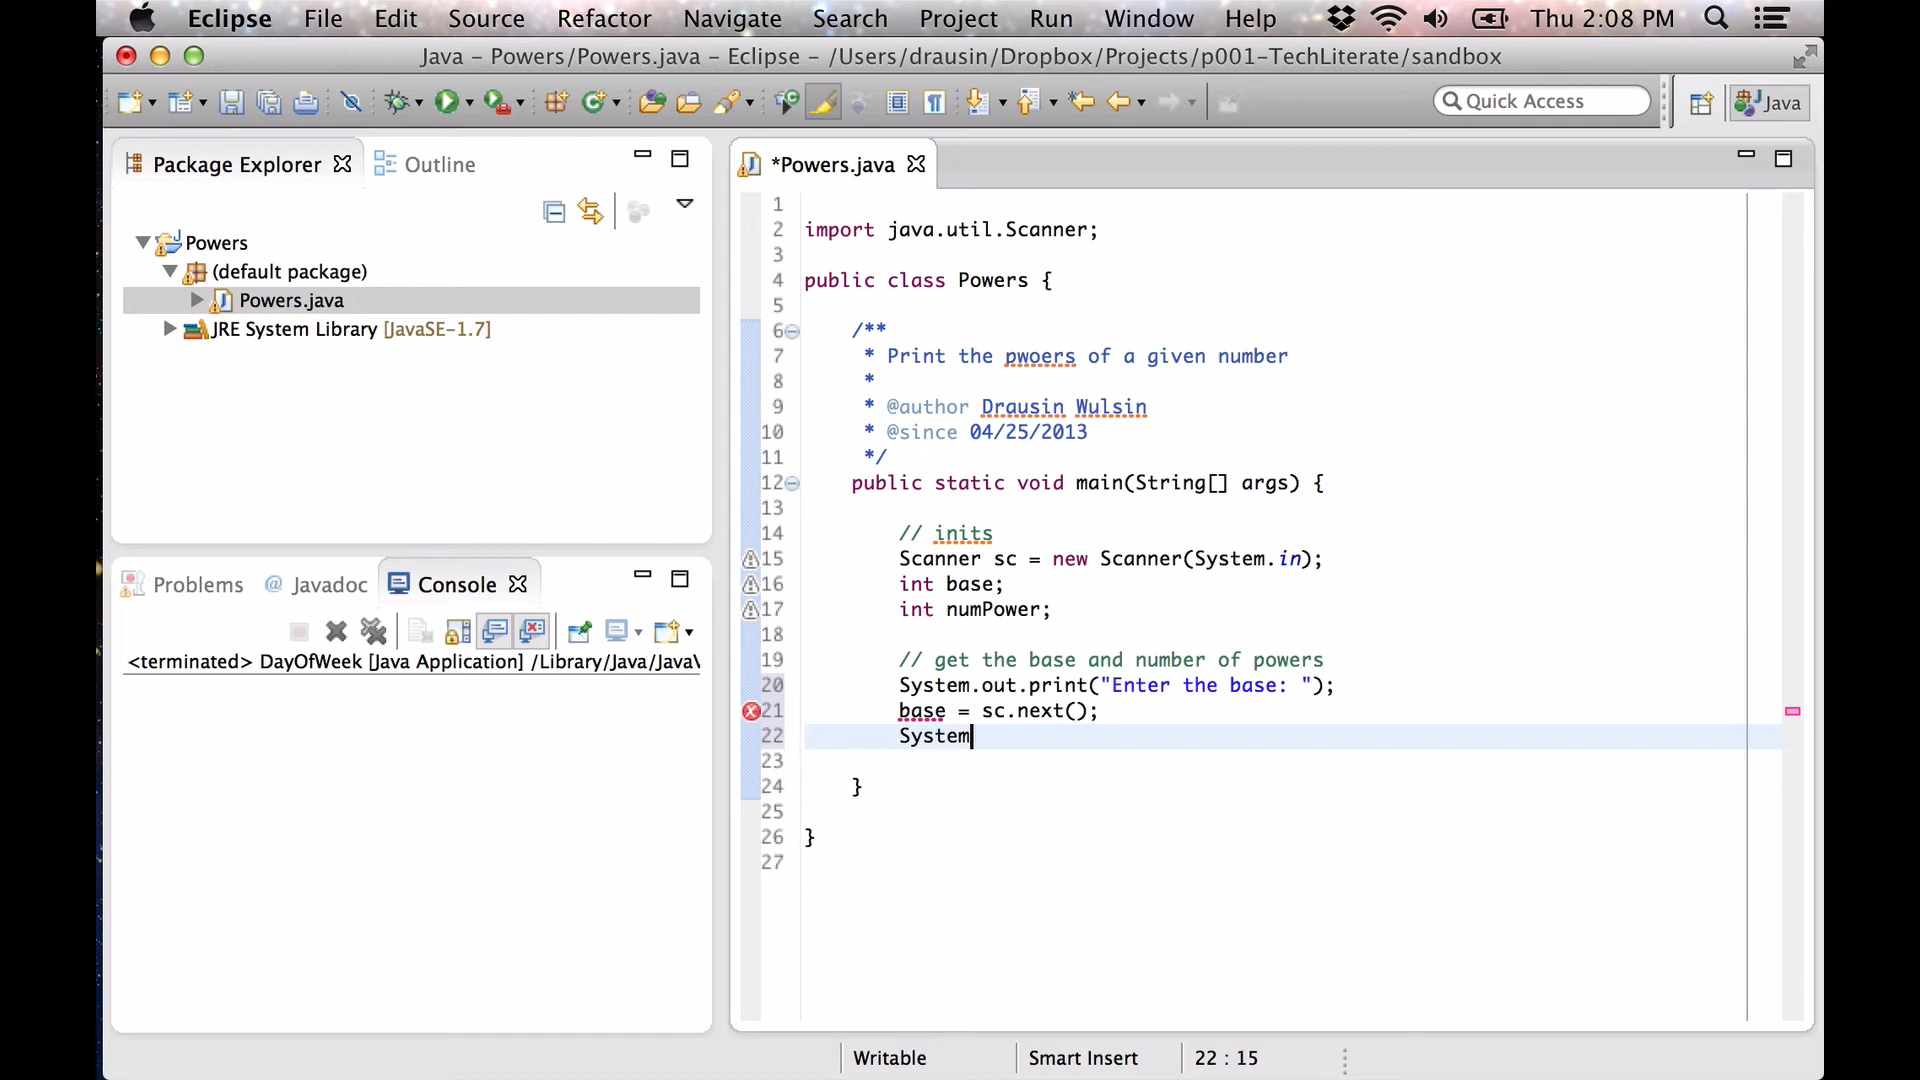 Eclipse File Edit Source Refactor Navigate Search Project Run Window Help Thu 2:08 PM
Java – Powers/Powers.java – Eclipse – /Users/drausin/Dropbox/Projects/p001-TechLiterate/sandbox
Quick Access
Java
Package Explorer
Outline
Powers
(default package)
Powers.java
JRE System Library [JavaSE-1.7]
Problems
@ Javadoc
Console
<terminated> DayOfWeek [Java Application] /Library/Java/Java
*Powers.java
1
2 import java.util.Scanner;
3
4 public class Powers {
5
6 /**
7 * Print the pwoers of a given number
8 *
9 * @author Drausin Wulsin
10 * @since 04/25/2013
11 */
12 public static void main(String[] args) {
13
14 // inits
15 Scanner sc = new Scanner(System.in);
16 int base;
17 int numPower;
18
19 // get the base and number of powers
20 System.out.print("Enter the base: ");
21 base = sc.next();
22 System
23
24 }
25
26 }
27
Writable
Smart Insert
22 : 15